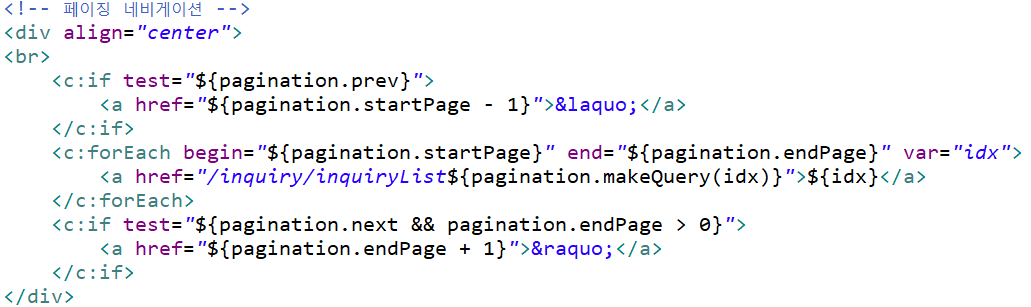 <!-- 페이징 네비게이션 -->
<div align="center">
<br>
    <c:if test="${pagination.prev}">
        <a href="${pagination.startPage - 1}">&laquo;</a>
    </c:if>
    <c:forEach begin="${pagination.startPage}" end="${pagination.endPage}" var="idx">
        <a href="/inquiry/inquiryList${pagination.makeQuery(idx)}">${idx}</a>
    </c:forEach>
    <c:if test="${pagination.next && pagination.endPage > 0}">
        <a href="${pagination.endPage + 1}">&raquo;</a>
    </c:if>
</div>